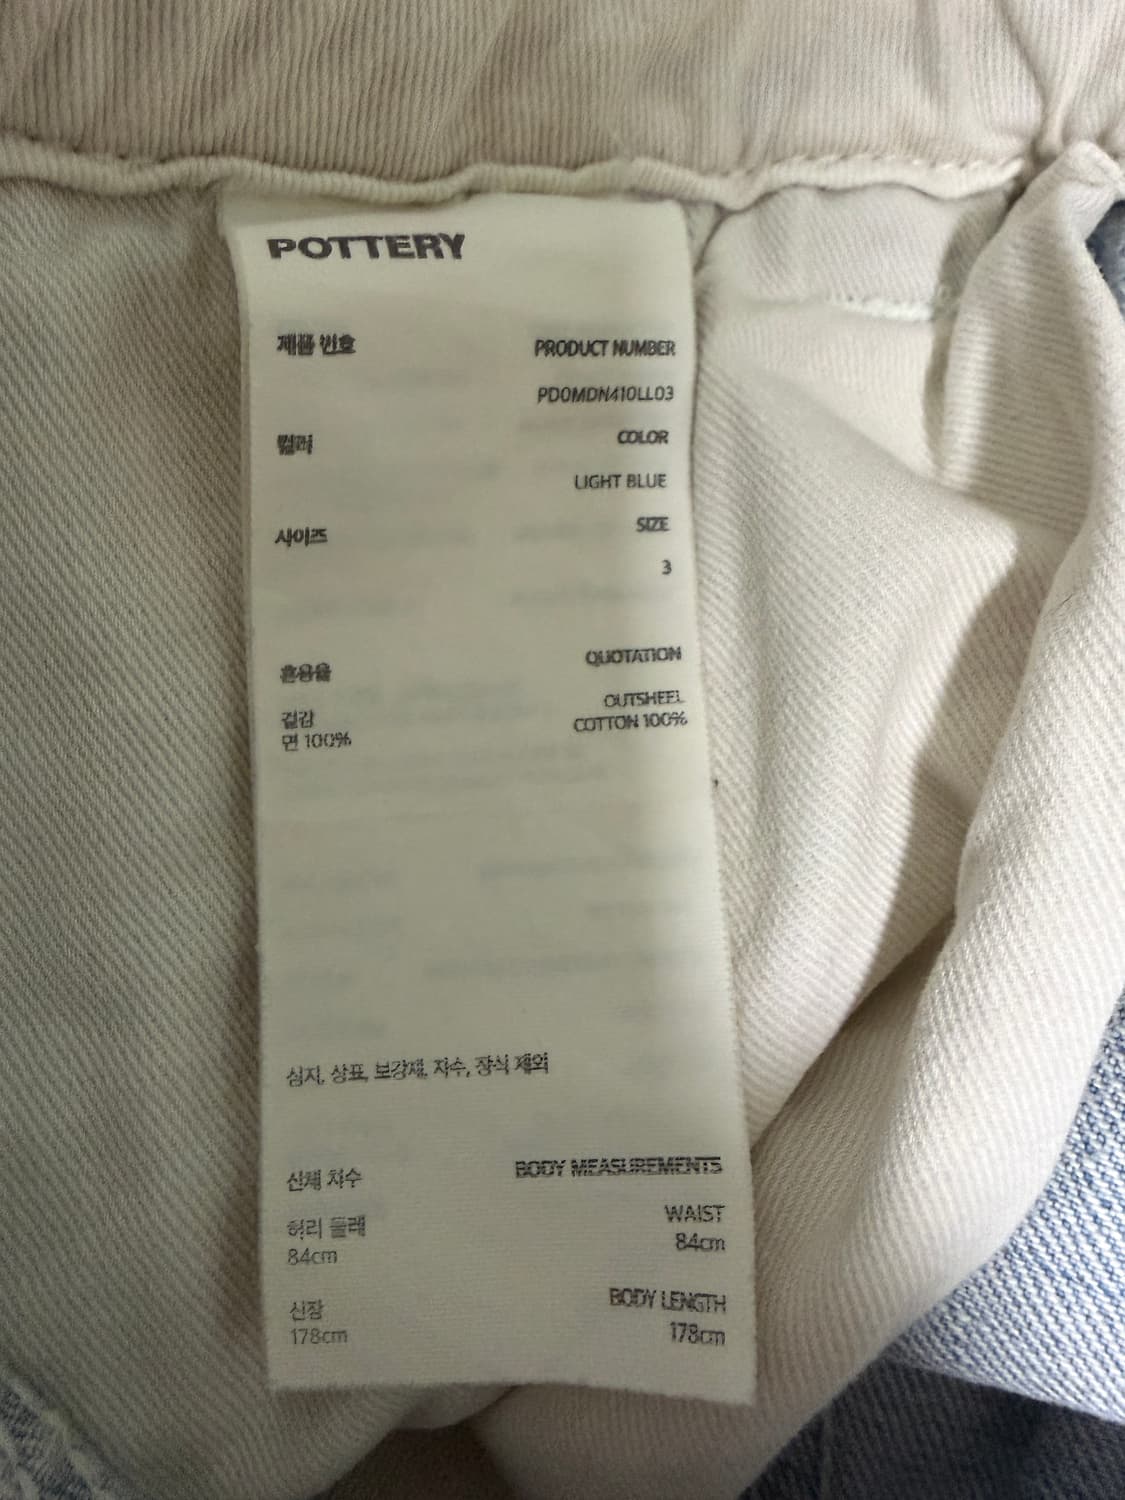 POTTERY
제품 번호 PRODUCT NUMBER
PD0MDN410LL03
컬러 COLOR
LIGHT BLUE
사이즈 SIZE
3
혼용율 QUOTATION
겉감 OUTSHEEL
면 100% COTTON 100%
심지, 상표, 보강재, 자수, 장식 제외
신체 치수 BODY MEASUREMENTS
허리 둘레 WAIST
84cm 84cm
신장 BODY LENGTH
178cm 178cm